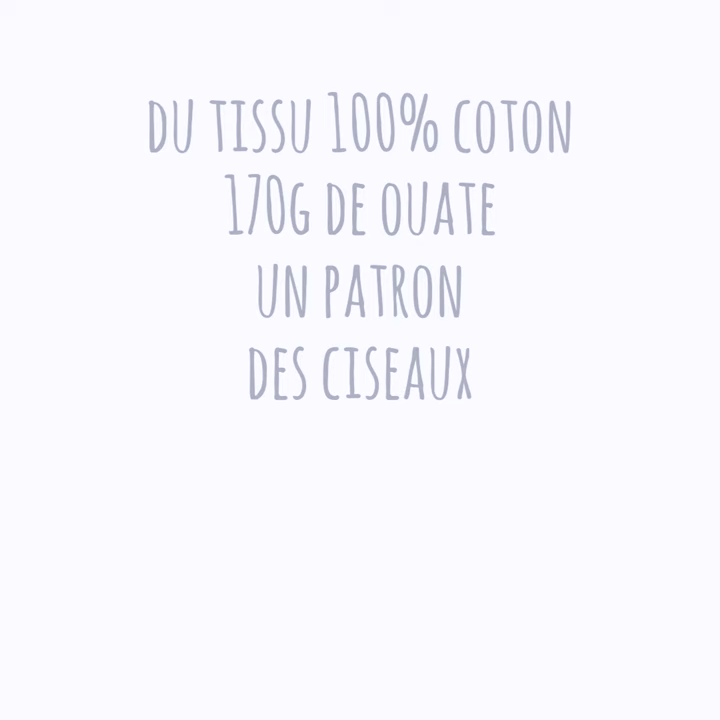 DU TISSU 100% COTON
170G DE OUATE
UN PATRON
DES CISEAUX